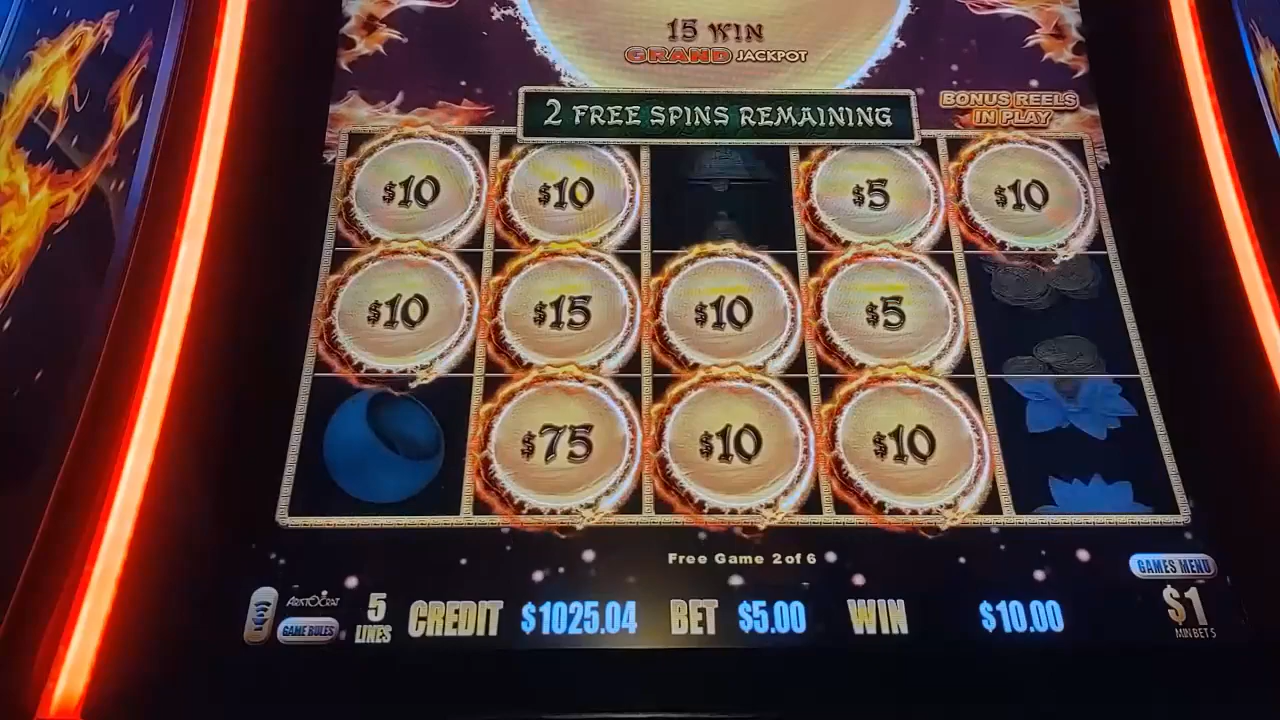 15 WIN
GRAND JACKPOT
2 FREE SPINS REMAINING
BONUS REELS
IN PLAY
$10 $10 $5 $10
$10 $15 $10 $5
$75 $10 $10
Free Game 2 of 6
GAMES MENU
ARISTOCRAT
GAME RULES
5
LINES
CREDIT $1025.04 BET $5.00 WIN $10.00
$1
MIN BET 5